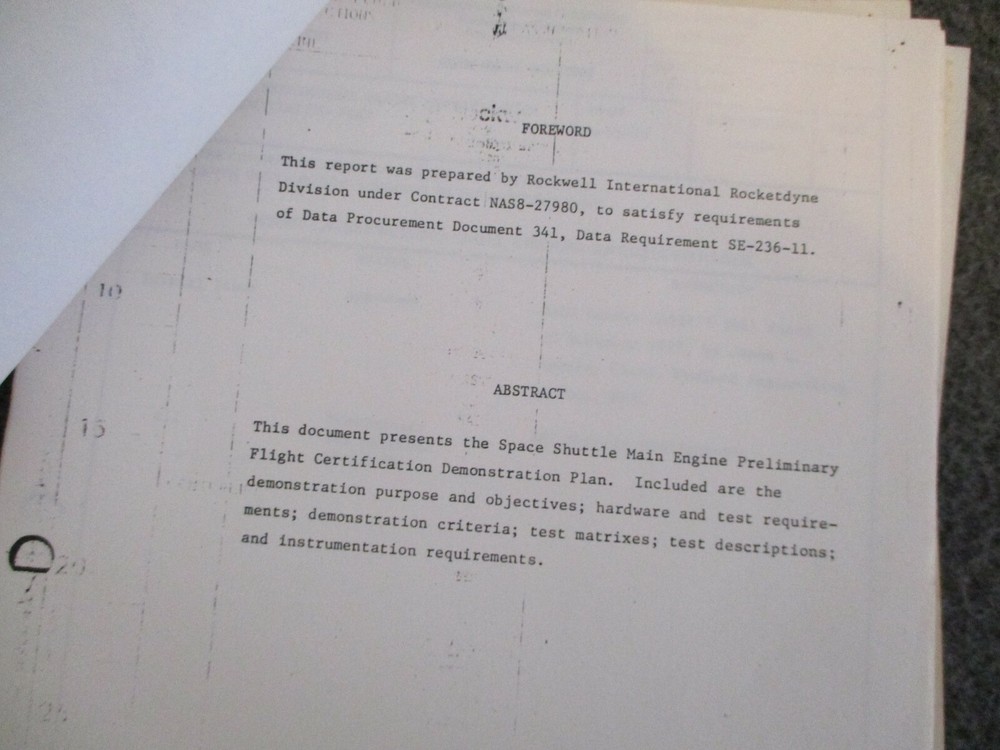 FOREWORD
This report was prepared by Rockwell International Rocketdyne
Division under Contract NAS8-27980, to satisfy requirements
of Data Procurement Document 341, Data Requirement SE-236-11.
10
ABSTRACT
15
This document presents the Space Shuttle Main Engine Preliminary
Flight Certification Demonstration Plan. Included are the
demonstration purpose and objectives; hardware and test require-
ments; demonstration criteria; test matrixes; test descriptions;
and instrumentation requirements.
D
20
25